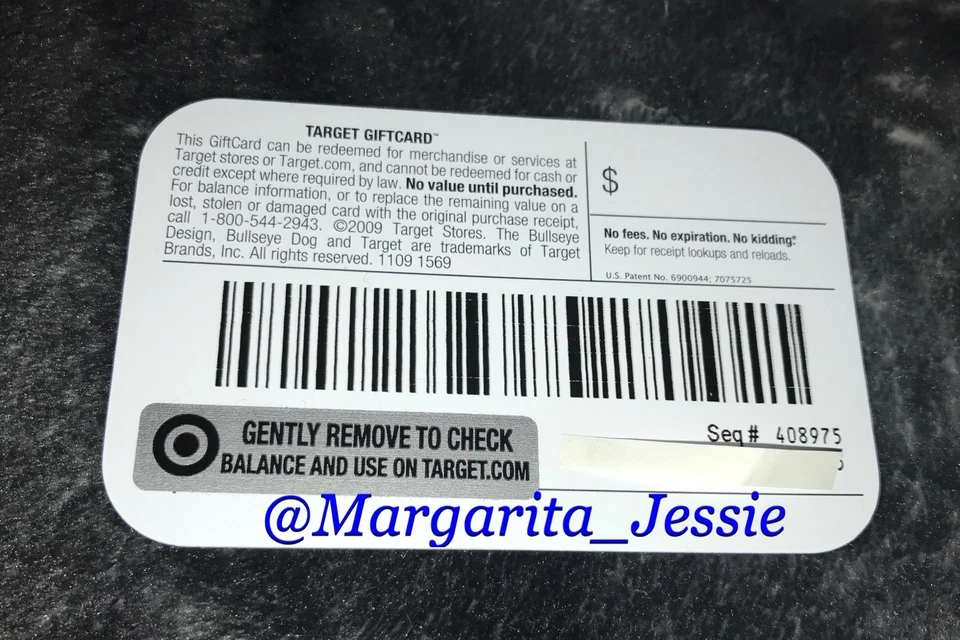 TARGET GIFTCARD™
This GiftCard can be redeemed for merchandise or services at
Target stores or Target.com, and cannot be redeemed for cash or
credit except where required by law. No value until purchased.
For balance information, or to replace the remaining value on a
lost, stolen or damaged card with the original purchase receipt,
call 1-800-544-2943. ©2009 Target Stores. The Bullseye
Design, Bullseye Dog and Target are trademarks of Target
Brands, Inc. All rights reserved. 1109 1569
$
No fees. No expiration. No kidding.®
Keep for receipt lookups and reloads.
U.S. Patent No. 6900944; 7075725
Seq# 408975
GENTLY REMOVE TO CHECK
BALANCE AND USE ON TARGET.COM
@Margarita_Jessie